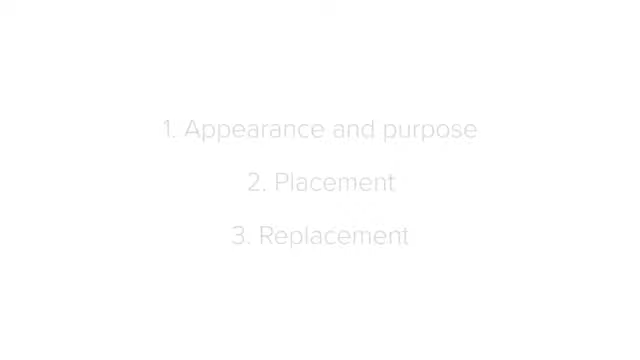 1. Appearance and purpose
2. Placement
3. Replacement